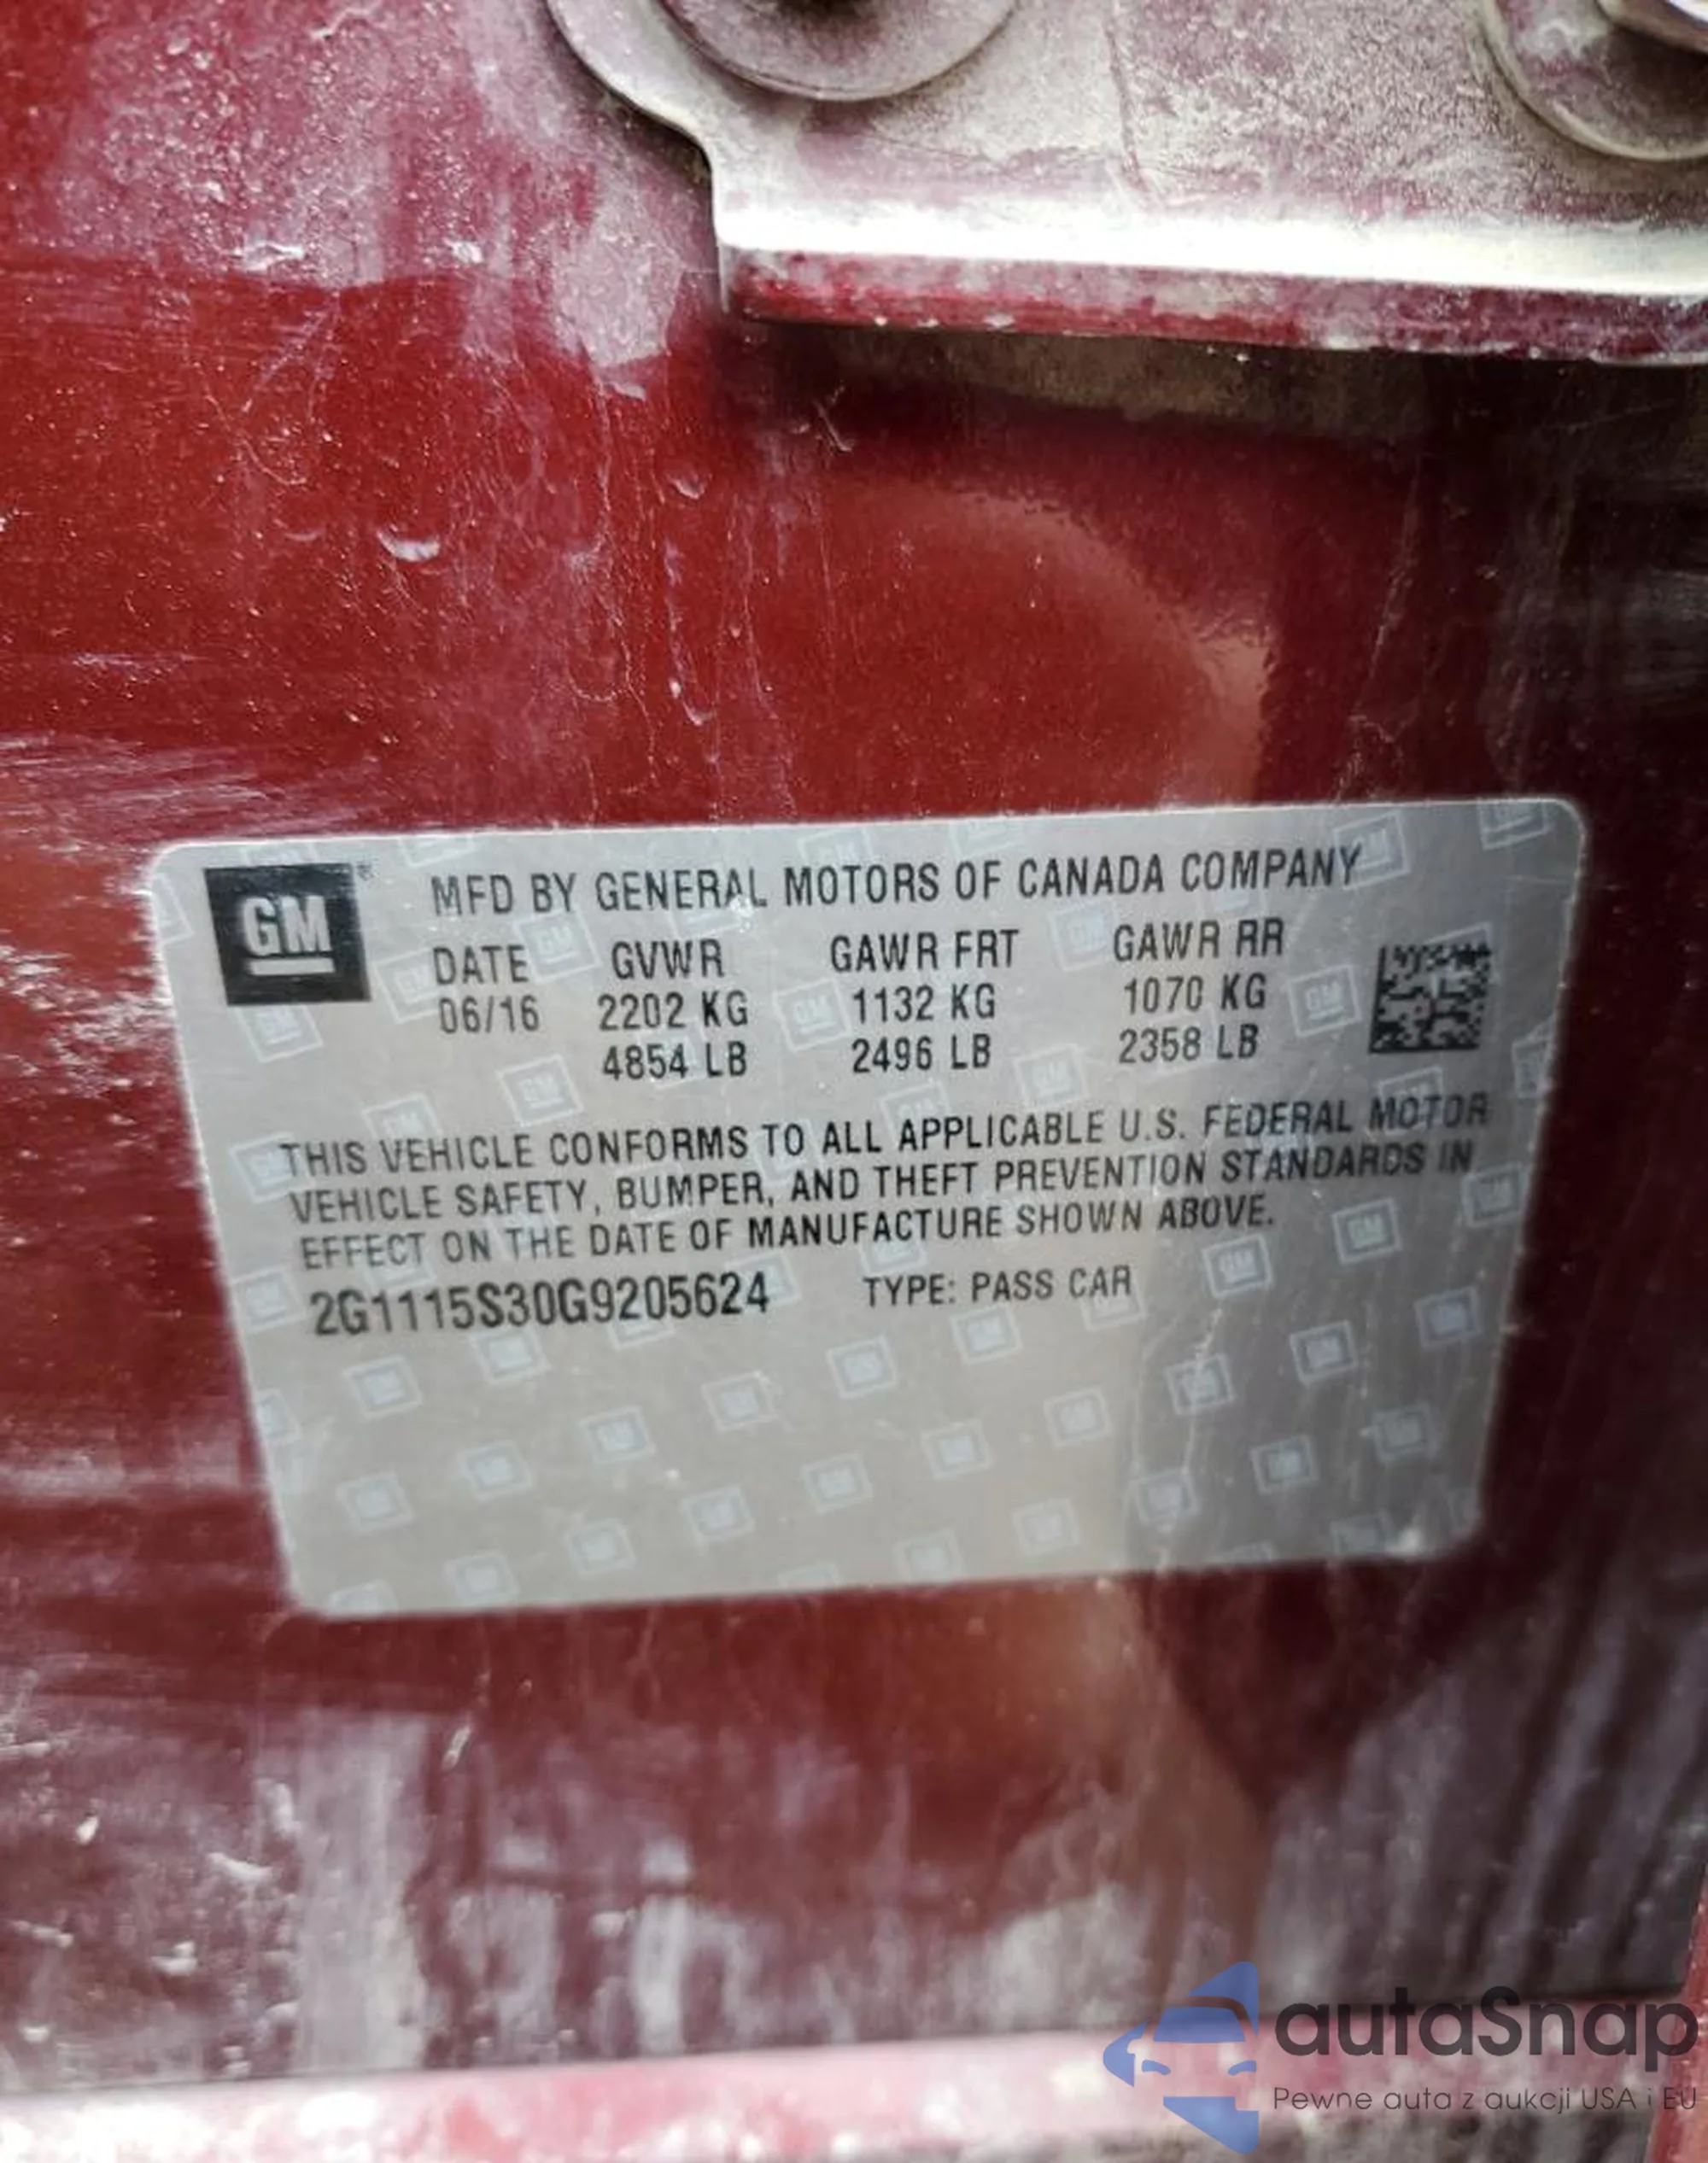 GM®
MFD BY GENERAL MOTORS OF CANADA COMPANY
DATE GVWR GAWR FRT GAWR RR
06/16 2202 KG 1132 KG 1070 KG
4854 LB 2496 LB 2358 LB
THIS VEHICLE CONFORMS TO ALL APPLICABLE U.S. FEDERAL MOTOR
VEHICLE SAFETY, BUMPER, AND THEFT PREVENTION STANDARDS IN
EFFECT ON THE DATE OF MANUFACTURE SHOWN ABOVE.
2G1115S30G9205624 TYPE: PASS CAR
autaSnap
Pewne auta z aukcji USA i EU